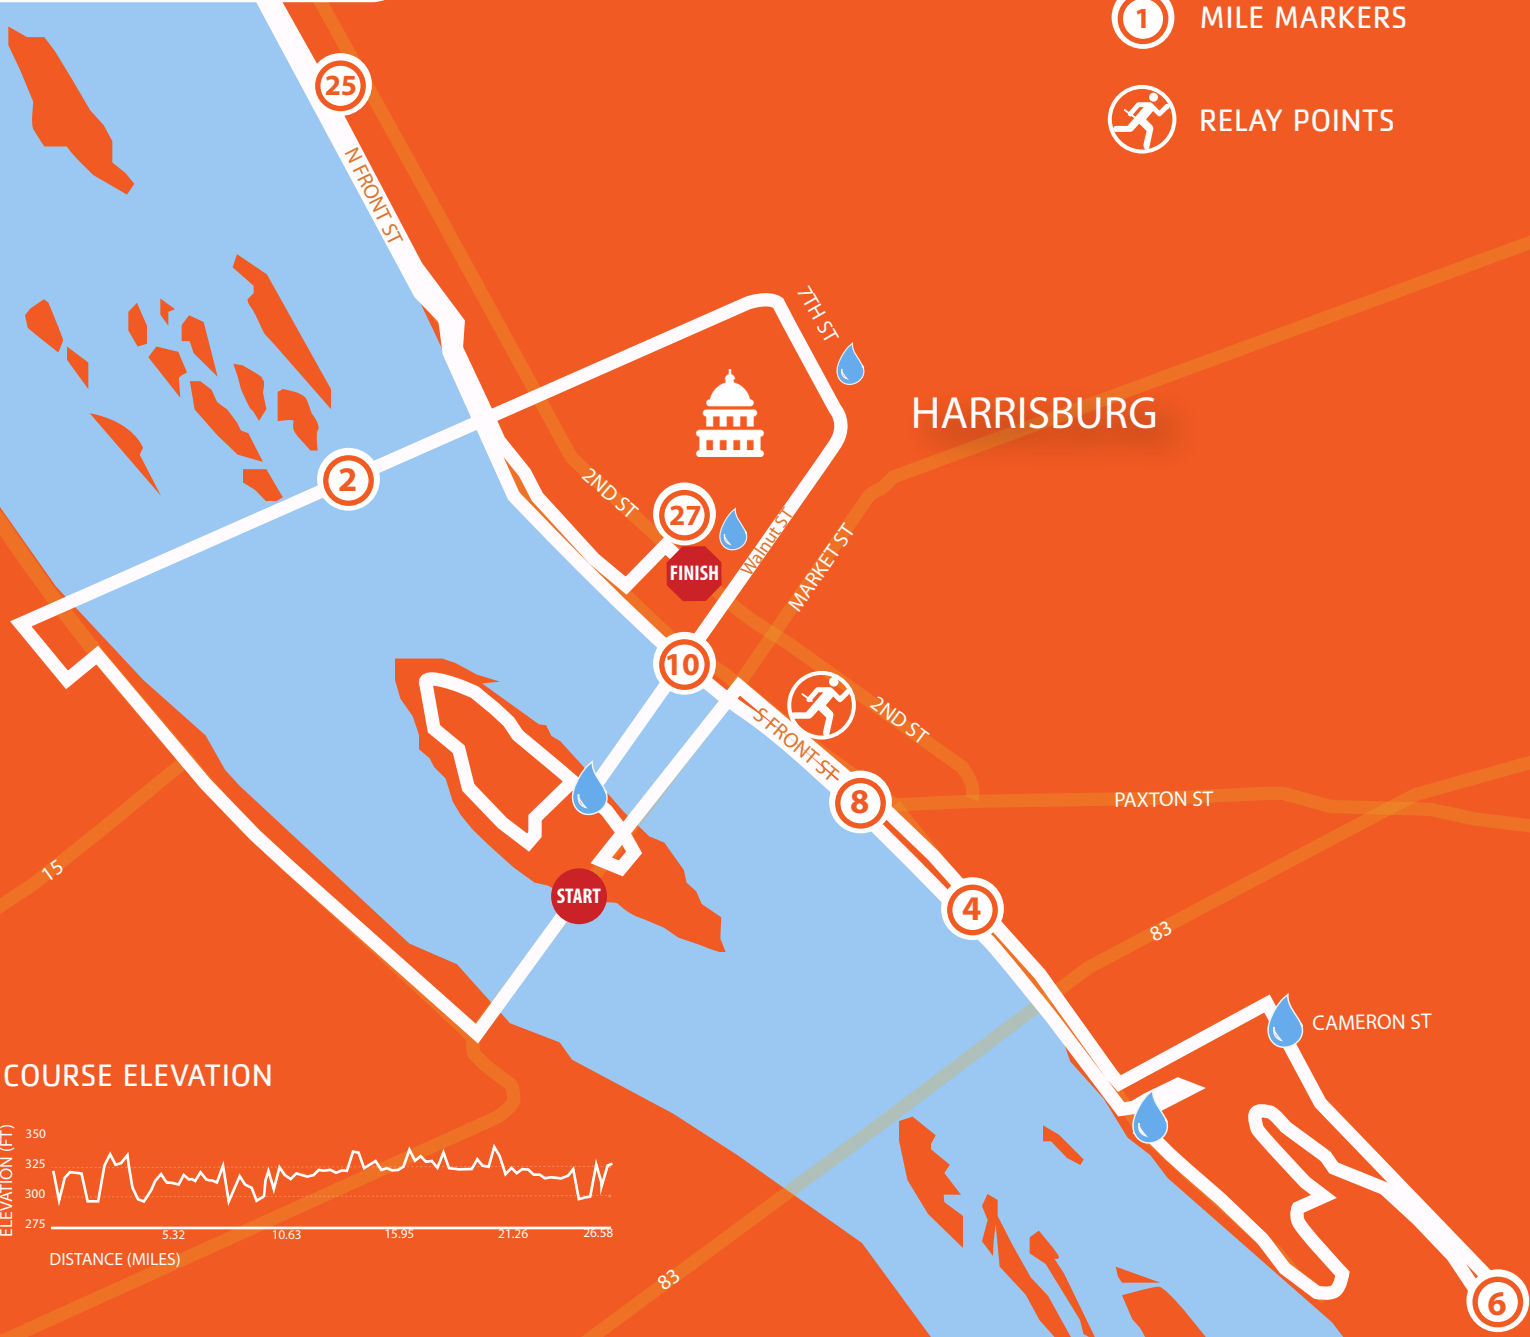 1
MILE MARKERS
RELAY POINTS
25
N FRONT ST
7TH ST
HARRISBURG
2
2ND ST
27
Walnut ST
MARKET ST
FINISH
10
S FRONT ST
2ND ST
8
PAXTON ST
15
START
4
83
CAMERON ST
COURSE ELEVATION
ELEVATION (FT)
350
325
300
275
5.32
10.63
15.95
21.26
26.58
DISTANCE (MILES)
83
6